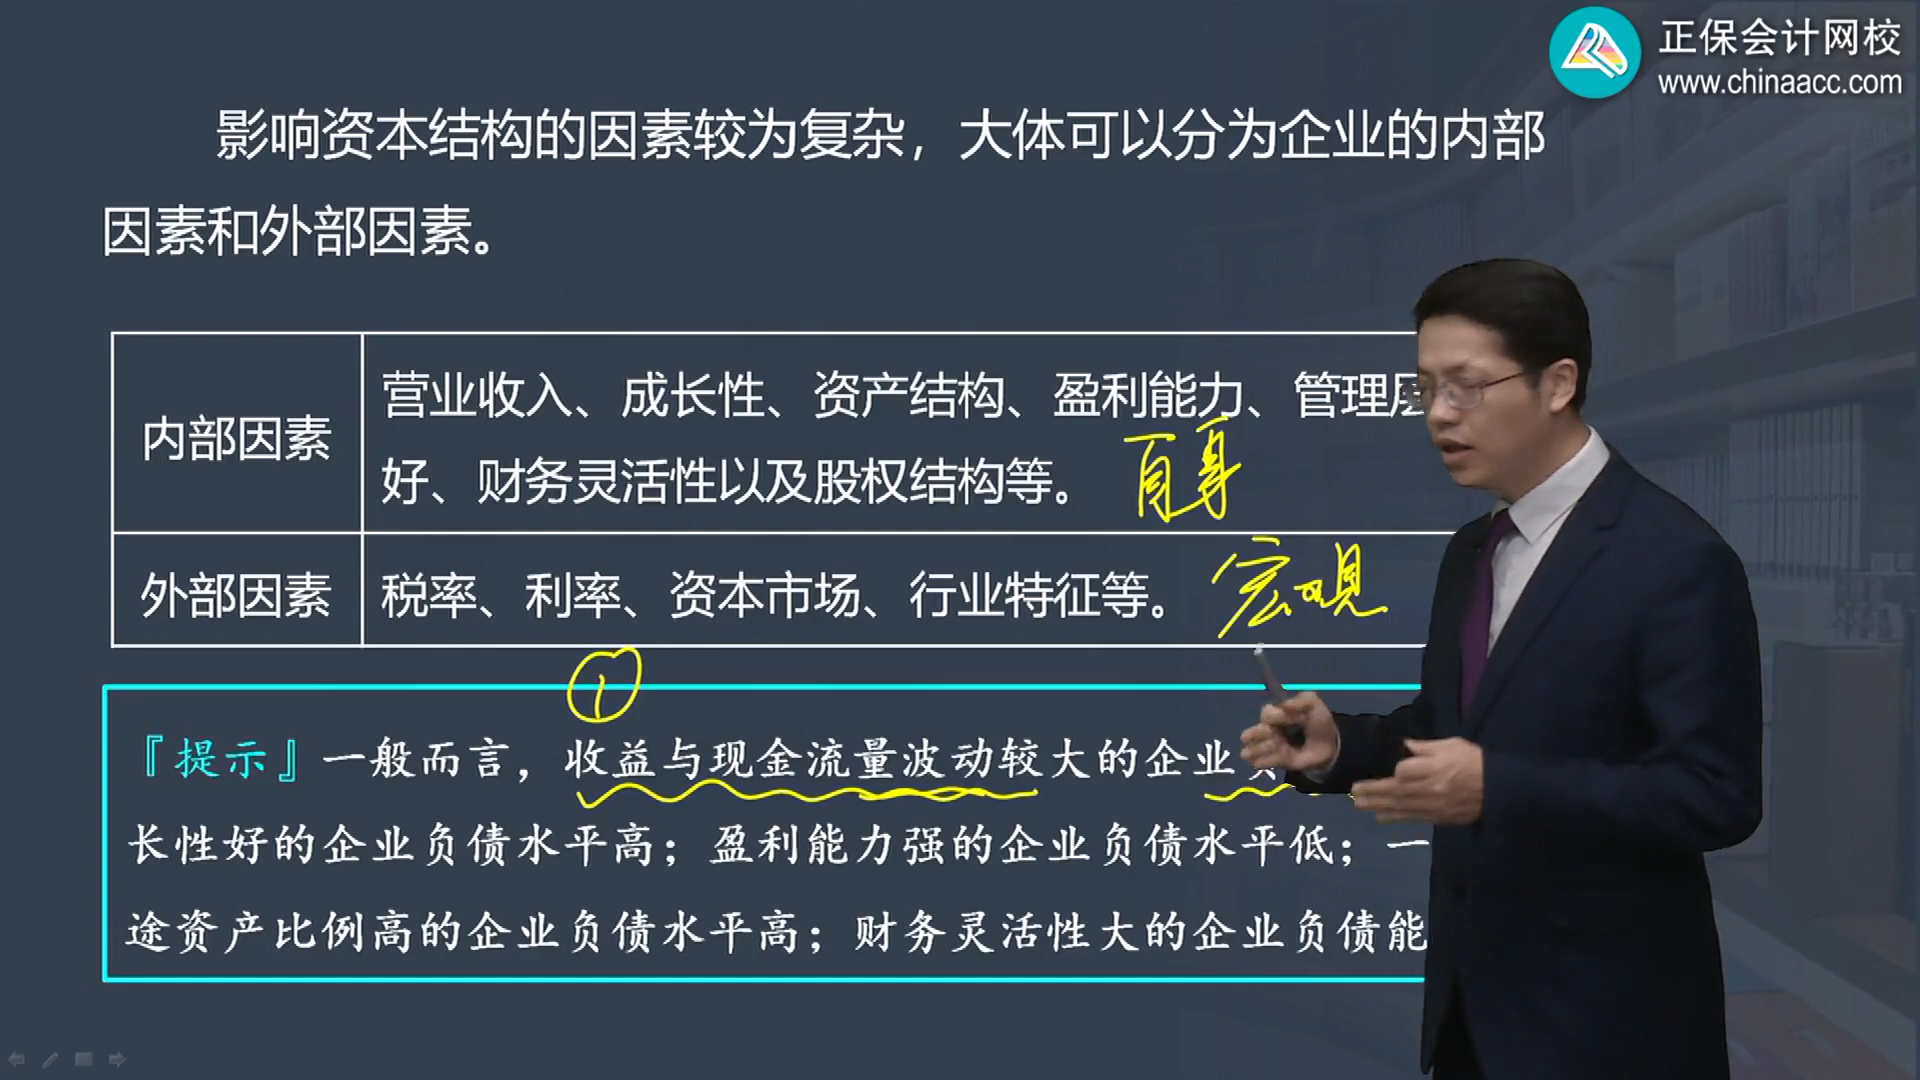 正保会计网校
www.chinaacc.com
影响资本结构的因素较为复杂，大体可以分为企业的内部
因素和外部因素。
内部因素
营业收入、成长性、资产结构、盈利能力、管理层
好、财务灵活性以及股权结构等。
自身
外部因素
税率、利率、资本市场、行业特征等。
宏观
①
『提示』一般而言，收益与现金流量波动较大的企业
长性好的企业负债水平高；盈利能力强的企业负债水平低；一
途资产比例高的企业负债水平高；财务灵活性大的企业负债能